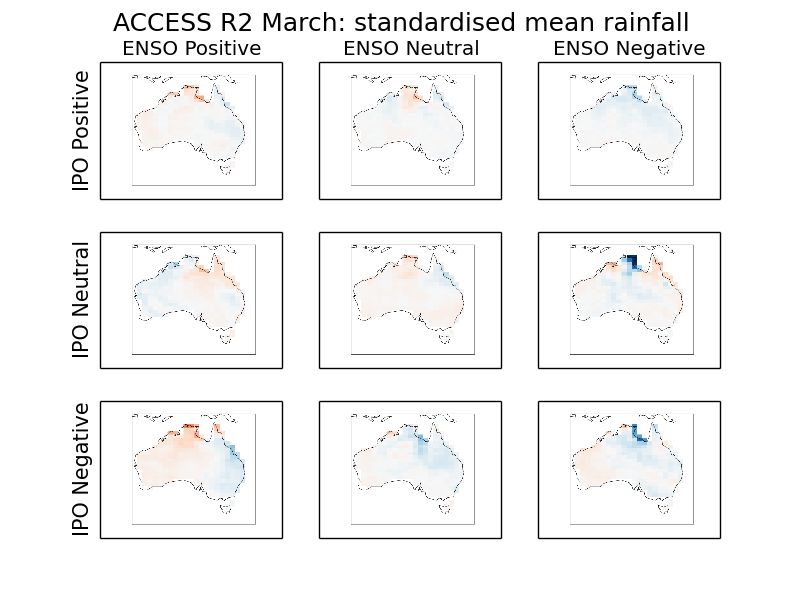 ACCESS R2 March: standardised mean rainfall
ENSO Positive
ENSO Neutral
ENSO Negative
IPO Positive
IPO Neutral
IPO Negative